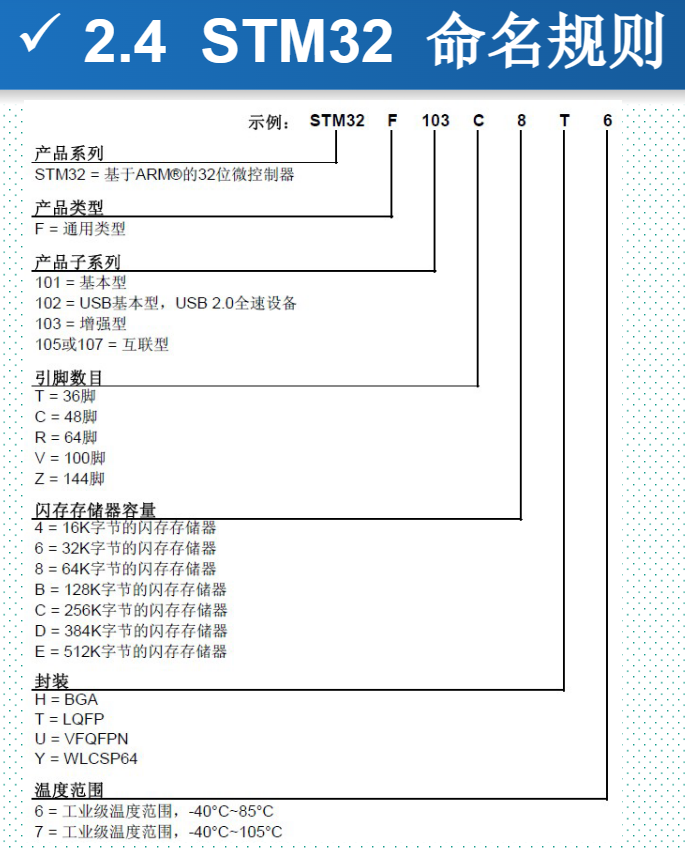 ✓ 2.4 STM32 命名规则
示例: STM32 F 103 C 8 T 6
产品系列
STM32 = 基于ARM®的32位微控制器
产品类型
F = 通用类型
产品子系列
101 = 基本型
102 = USB基本型，USB 2.0全速设备
103 = 增强型
105或107 = 互联型
引脚数目
T = 36脚
C = 48脚
R = 64脚
V = 100脚
Z = 144脚
闪存存储器容量
4 = 16K字节的闪存存储器
6 = 32K字节的闪存存储器
8 = 64K字节的闪存存储器
B = 128K字节的闪存存储器
C = 256K字节的闪存存储器
D = 384K字节的闪存存储器
E = 512K字节的闪存存储器
封装
H = BGA
T = LQFP
U = VFQFPN
Y = WLCSP64
温度范围
6 = 工业级温度范围，-40°C~85°C
7 = 工业级温度范围，-40°C~105°C